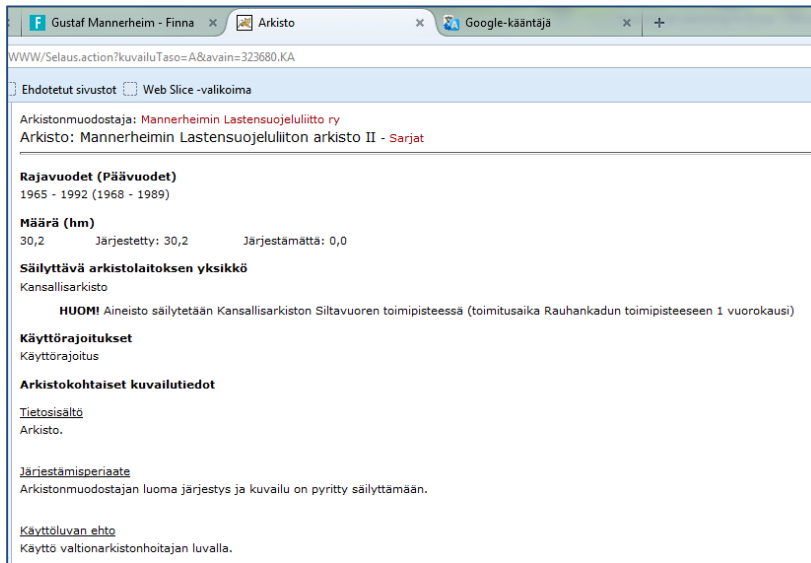 Gustaf Mannerheim - Finna
Arkisto
Google-kääntäjä
WWW/Selaus.action?kuvailuTaso=A&avain=323680.KA
Ehdotetut sivustot Web Slice -valikoima
Arkistonmuodostaja: Mannerheimin Lastensuojeluliitto ry
Arkisto: Mannerheimin Lastensuojeluliiton arkisto II - Sarjat
Rajavuodet (Päävuodet)
1965 - 1992 (1968 - 1989)
Määrä (hm)
30,2 Järjestetty: 30,2 Järjestämättä: 0,0
Säilyttävä arkistolaitoksen yksikkö
Kansallisarkisto
HUOM! Aineisto säilytetään Kansallisarkiston Siltavuoren toimipisteessä (toimitusaika Rauhankadun toimipisteeseen 1 vuorokausi)
Käyttörajoitukset
Käyttörajoitus
Arkistokohtaiset kuvailutiedot
Tietosisältö
Arkisto.
Järjestämisperiaate
Arkistonmuodostajan luoma järjestys ja kuvailu on pyritty säilyttämään.
Käyttöluvan ehto
Käyttö valtionarkistonhoitajan luvalla.